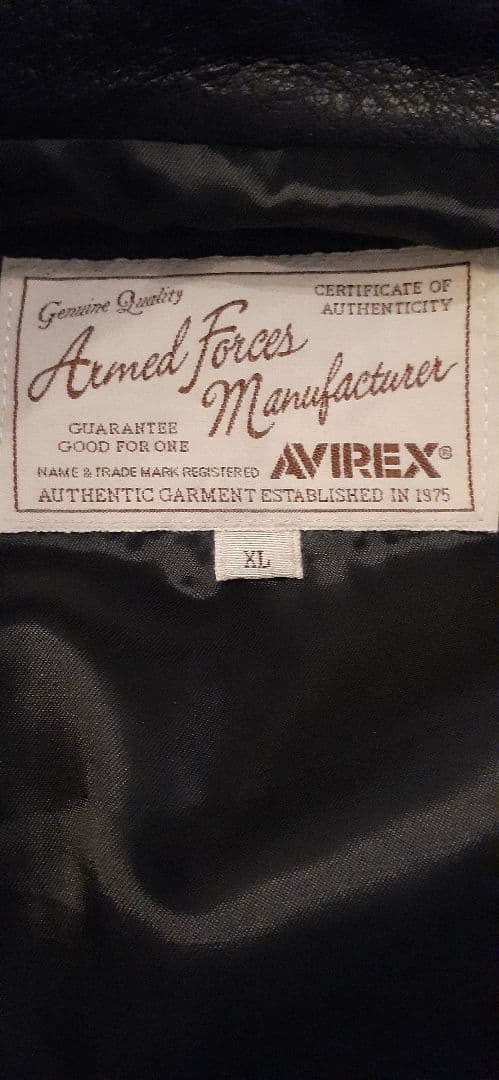 Genuine Quality
CERTIFICATE OF
AUTHENTICITY
Armed Forces
Manufacturer
GUARANTEE
GOOD FOR ONE
NAME & TRADE MARK REGISTERED
AVIREX®
AUTHENTIC GARMENT ESTABLISHED IN 1975
XL